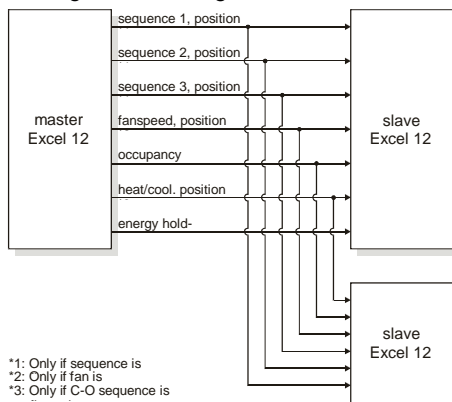 sequence 1, position
sequence 2, position
sequence 3, position
fanspeed, position
occupancy
heat/cool. position
energy hold-
master
Excel 12
slave
Excel 12
slave
Excel 12
*1: Only if sequence is
*2: Only if fan is
*3: Only if C-O sequence is